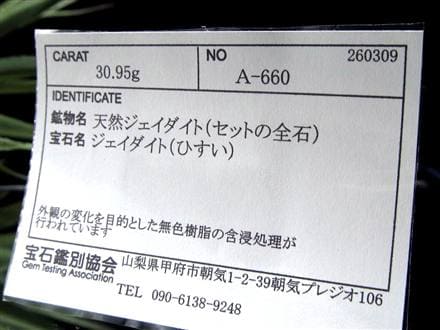 CARAT NO 260309
30.95g A-660
IDENTIFICATE
鉱物名 天然ジェイダイト(セットの全石)
宝石名 ジェイダイト(ひすい)
外観の変化を目的とした無色樹脂の含浸処理が
行われています
宝石鑑別協会 山梨県甲府市朝気1-2-39朝気プレジオ106
Gem Testing Association
TEL 090-6138-9248